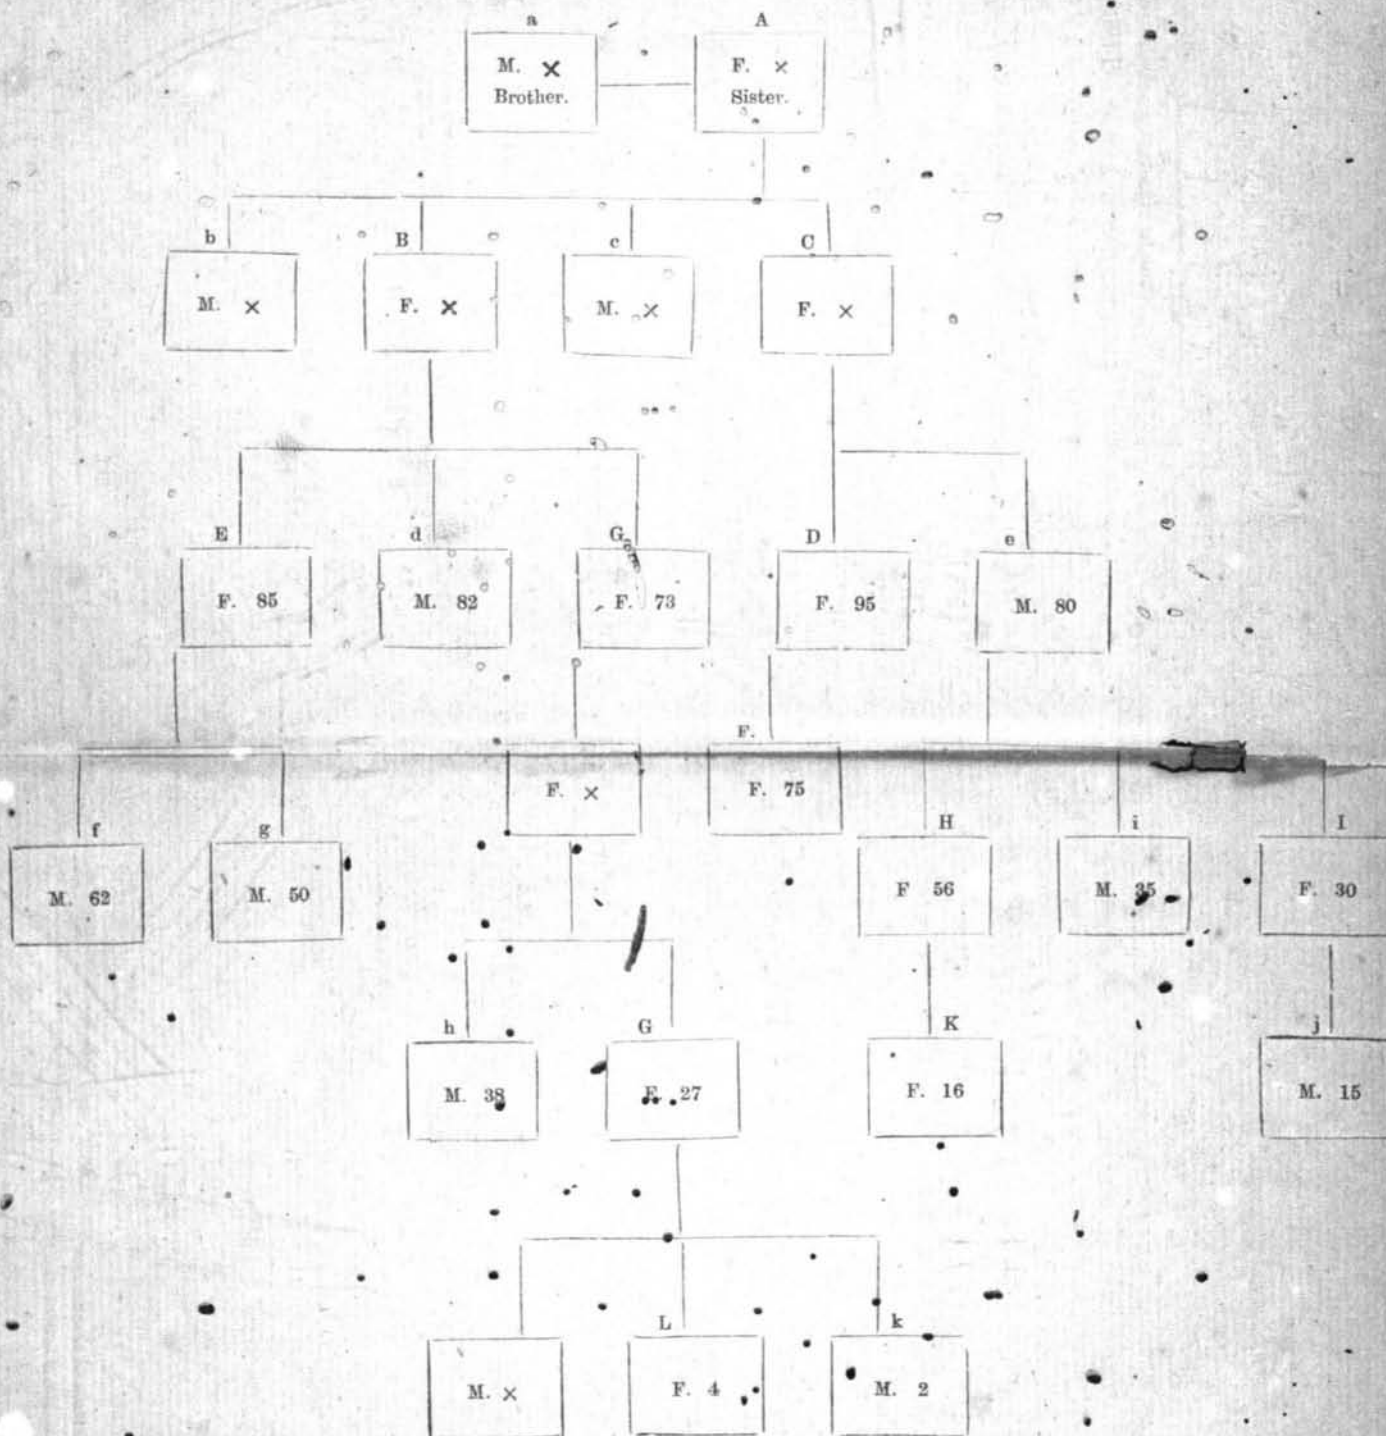 a A
M. × F. ×
Brother. Sister.
b B c C
M. × F. × M. × F. ×
E d G D e
F. 85 M. 82 F. 73 F. 95 M. 80
F.
F. × F. 75
f g H i I
M. 62 M. 50 F 56 M. 35 F. 30
h G K j
M. 38 F. 27 F. 16 M. 15
L k
M. × F. 4 M. 2